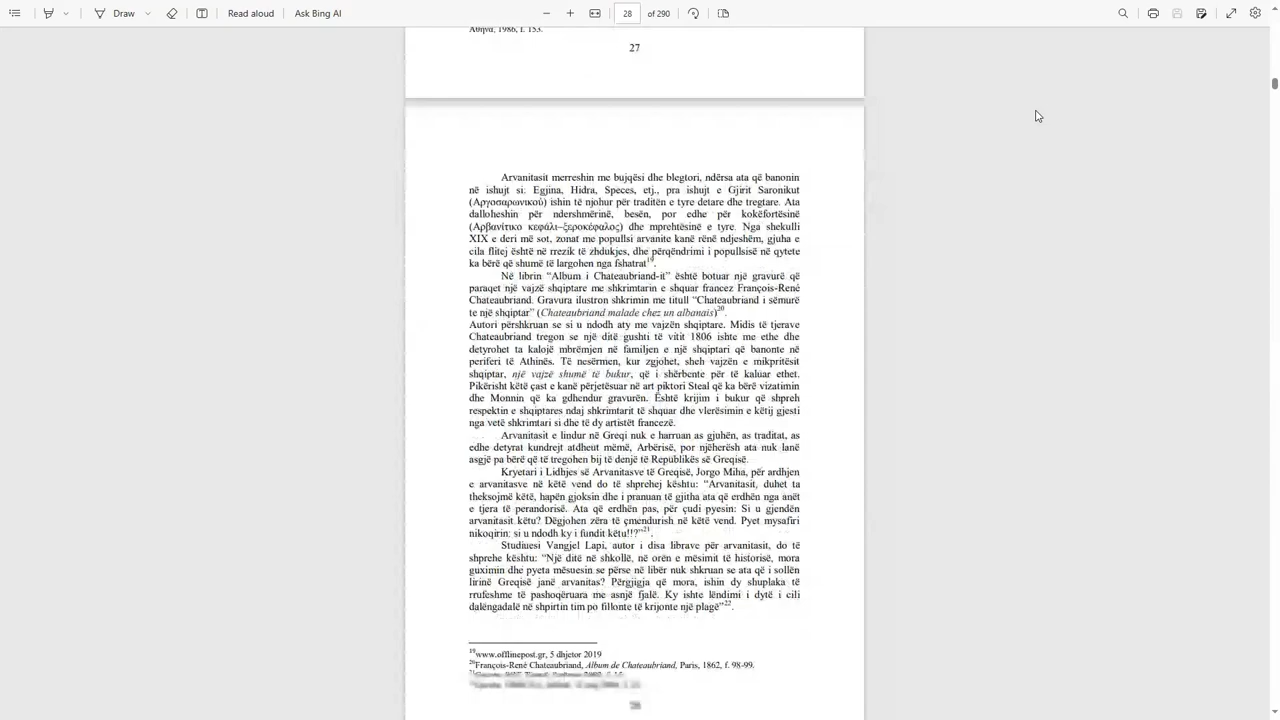 Draw
Read aloud
Ask Bing AI
28
of 290
Αθήνα, 1986, f. 153.
27
Arvanitasit merreshin me bujqësi dhe blegtori, ndërsa ata që banonin
në ishujt si. Egjina, Hidra, Speces, etj., pra ishujt e Gjirit Saronikut
(Αργοσαρωνικού) ishin të njohur për traditën e tyre detare dhe tregtare. Ata
dalloheshin për ndershmërinë, besën, por edhe për kokëfortësinë
(Αρβανίτικο κεφάλι–ξεροκέφαλος) dhe mprehtësinë e tyre. Nga shekulli
XIX e deri më sot, zonat me popullsi arvanite kanë rënë ndjeshëm, gjuha e
cila flitej është në rrezik të zhdukjes, dhe përqëndrimi i popullsisë në qytete
ka bërë që shumë të largohen nga fshatrat19.
Në librin “Album i Chateaubriand-it” është botuar një gravurë që
paraqet një vajzë shqiptare me shkrimtarin e shquar francez François-René
Chateaubriand. Gravura ilustron shkrimin me titull “Chateaubriand i sëmurë
te një shqiptar” (Chateaubriand malade chez un albanais)20.
Autori përshkruan se si u ndodh aty me vajzën shqiptare. Midis të tjerave
Chateaubriand tregon se një ditë gushti të vitit 1806 ishte me ethe dhe
detyrohet ta kalojë mbrëmjen në familjen e një shqiptari që banonte në
periferi të Athinës. Të nesërmen, kur zgjohet, sheh vajzën e mikpritësit
shqiptar, një vajzë shumë të bukur, që i shërbente për të kaluar ethet.
Pikërisht këtë çast e kanë përjetësuar në art piktori Steal që ka bërë vizatimin
dhe Monnin që ka gdhendur gravurën. Është krijim i bukur që shpreh
respektin e shqiptares ndaj shkrimtarit të shquar dhe vlerësimin e këtij gjesti
nga vetë shkrimtari si dhe të dy artistët francezë.
Arvanitasit e lindur në Greqi nuk e harruan as gjuhën, as traditat, as
edhe detyrat kundrejt atdheut mëmë, Arbërisë, por njëherësh ata nuk lanë
asgjë pa bërë që të tregohen bij të denjë të Republikës së Greqisë.
Kryetari i Lidhjes së Arvanitasve të Greqisë, Jorgo Miha, për ardhjen
e arvanitasve në këtë vend do të shprehej kështu: “Arvanitasit, duhet ta
theksojmë këtë, hapën gjoksin dhe i pranuan të gjitha ata që erdhën nga anët
e tjera të perandorisë. Ata që erdhën pas, për çudi pyesin: Si u gjendën
arvanitasit këtu? Dëgjohen zëra të çmendurish në këtë vend. Pyet mysafiri
nikoqirin: si u ndodh ky i fundit këtu!!?”21.
Studiuesi Vangjel Lapi, autor i disa librave për arvanitasit, do të
shprehe kështu: “Një ditë në shkollë, në orën e mësimit të historisë, mora
guximin dhe pyeta mësuesin se përse në libër nuk shkruan se ata që i sollën
lirinë Greqisë janë arvanitas? Përgjigja që mora, ishin dy shuplaka të
rrufeshme të pashoqëruara me asnjë fjalë. Ky ishte lëndimi i dytë i cili
dalëngadalë në shpirtin tim po fillonte të krijonte një plagë”22.
19www.offlinepost.gr, 5 dhjetor 2019
20François-René Chateaubriand, Album de Chateaubriand, Paris, 1862, f. 98-99.
28